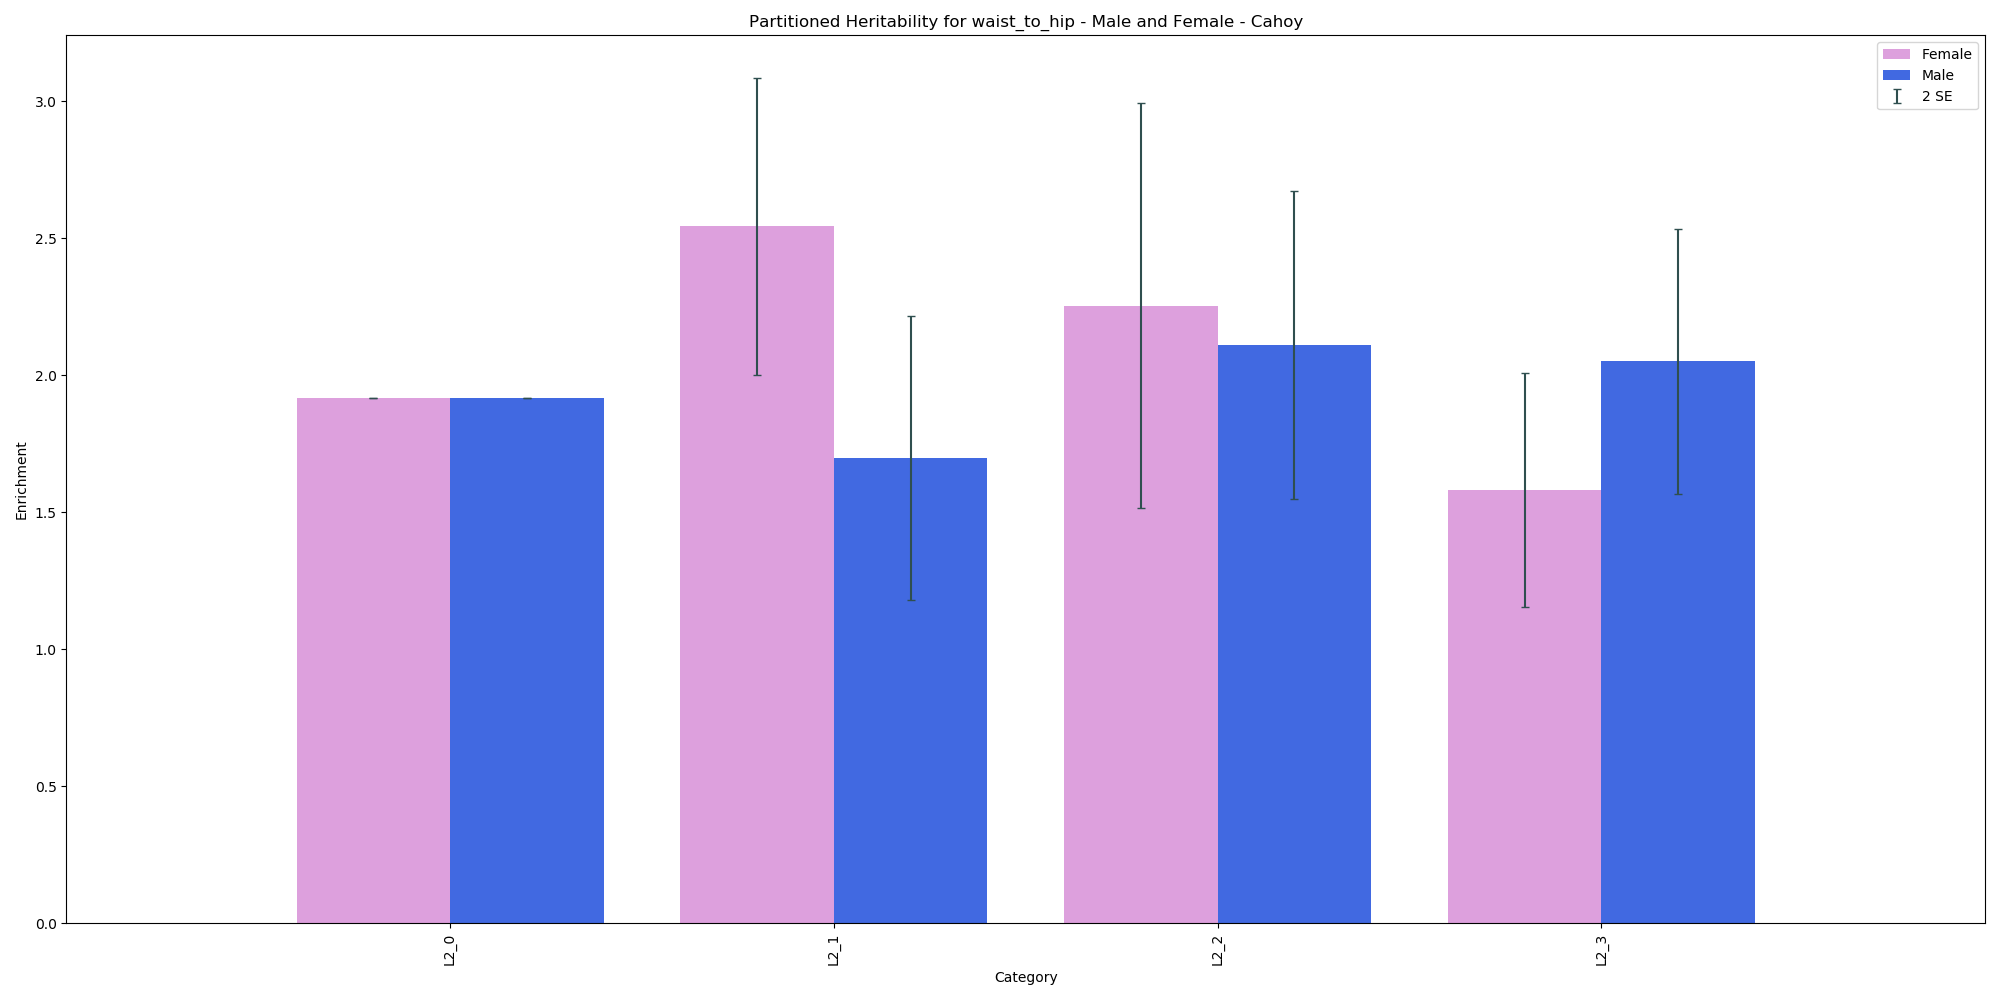 Partitioned Heritability for waist_to_hip - Male and Female - Cahoy
Female
Male
2 SE
3.0
2.5
2.0
1.5
1.0
0.5
0.0
Enrichment
L2_0
L2_1
L2_2
L2_3
Category